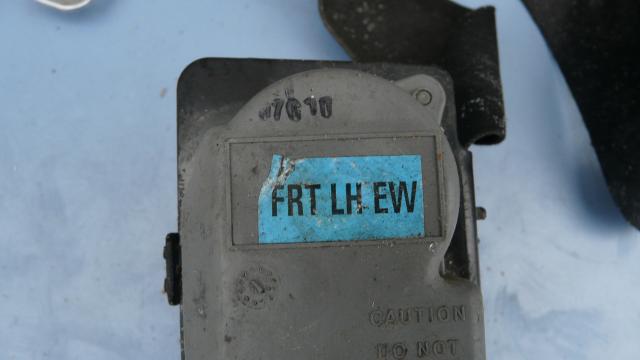 FRT LH EW
CAUTION
DO NOT